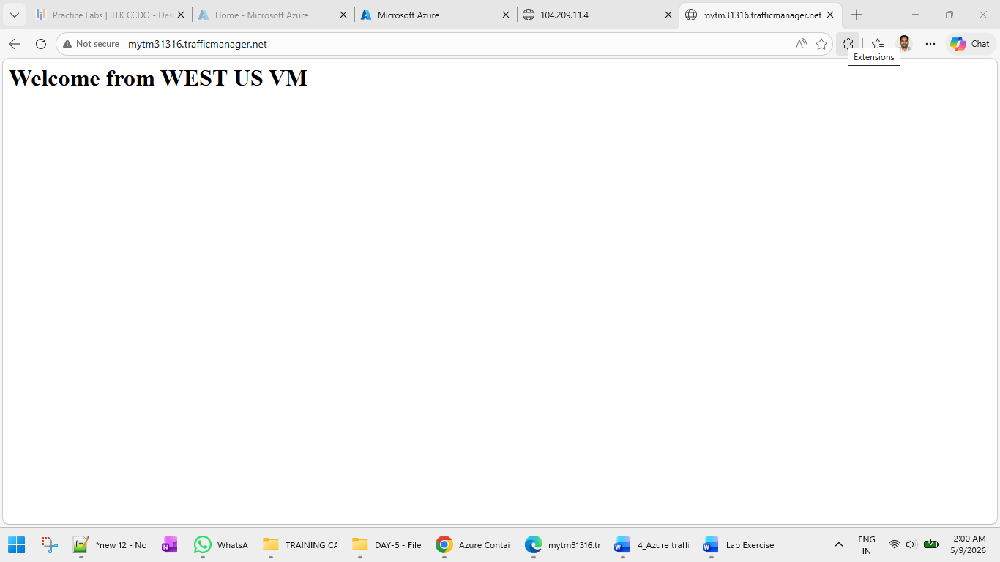 Practice Labs | IITK CCDO - Des
Home - Microsoft Azure
Microsoft Azure
104.209.11.4
mytm31316.trafficmanager.net
Not secure
mytm31316.trafficmanager.net
Chat
Extensions
Welcome from WEST US VM
*new 12 - No
WhatsA
TRAINING CA
DAY-5 - File
Azure Contai
mytm31316.tr
4_Azure traffi
Lab Exercise
ENG
IN
2:00 AM
5/9/2026